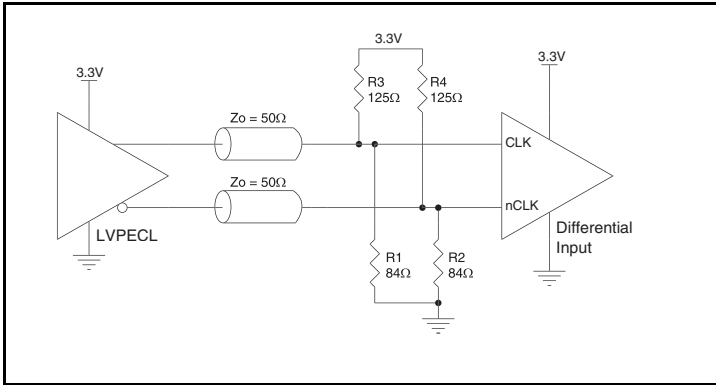 3.3V
3.3V
3.3V
R3
125Ω
R4
125Ω
Zo = 50Ω
CLK
Zo = 50Ω
nCLK
LVPECL
Differential
Input
R1
84Ω
R2
84Ω